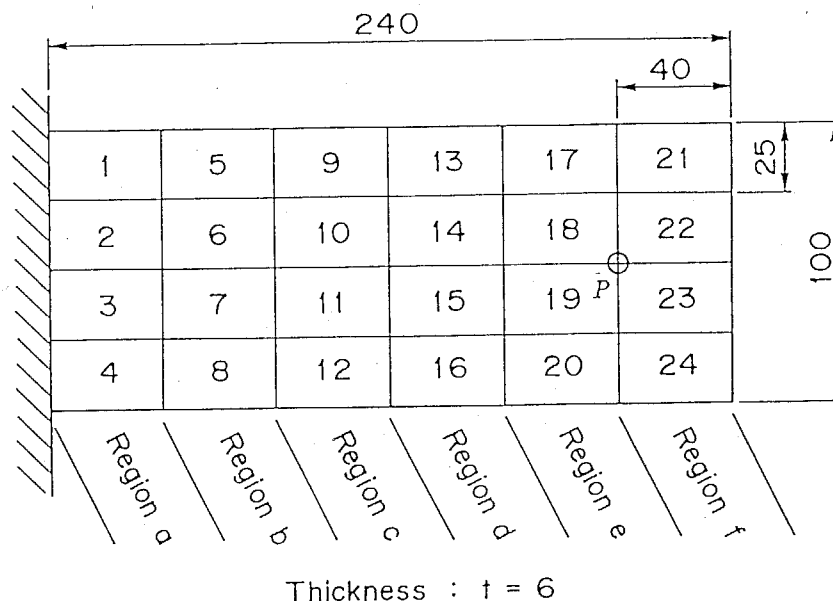 240
40
1 5 9 13 17 21
25
2 6 10 14 18 22
100
P
3 7 11 15 19 23
4 8 12 16 20 24
Region a
Region b
Region c
Region d
Region e
Region f
Thickness : t = 6